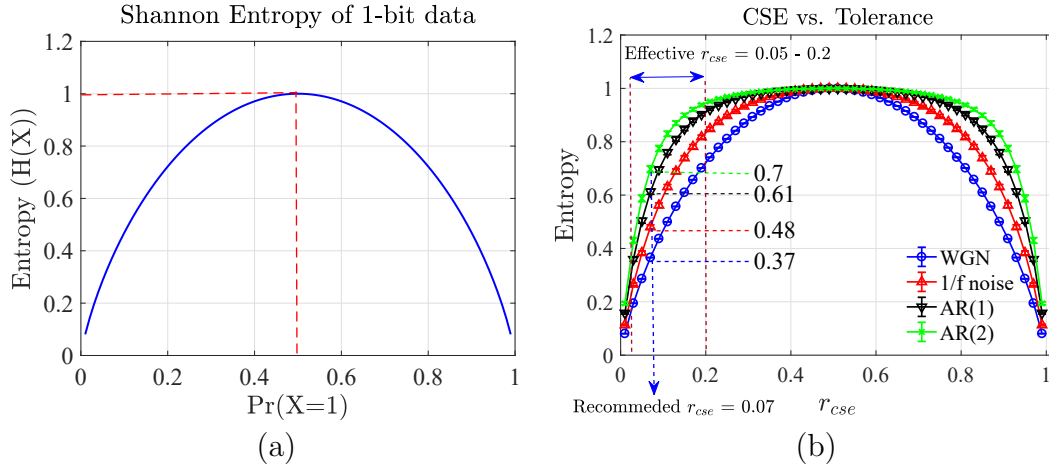 Shannon Entropy of 1-bit data
Entropy (H(X))
1.2
1
0.8
0.6
0.4
0.2
0
0
0.2
0.4
0.6
0.8
1
Pr(X=1)
(a)
CSE vs. Tolerance
Entropy
1.2
1
0.8
0.6
0.4
0.2
0
Effective r_cse = 0.05 - 0.2
0.7
0.61
0.48
0.37
WGN
1/f noise
AR(1)
AR(2)
0
0.2
0.4
0.6
0.8
1
Recommeded r_cse = 0.07
r_cse
(b)